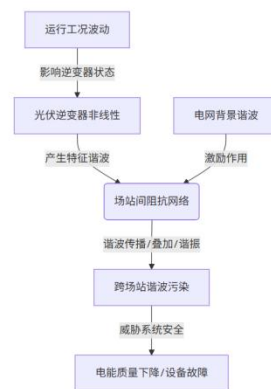 运行工况波动
影响逆变器状态
光伏逆变器非线性
电网背景谐波
产生特征谐波
激励作用
场站间阻抗网络
谐波传播/叠加/谐振
跨场站谐波污染
威胁系统安全
电能质量下降/设备故障